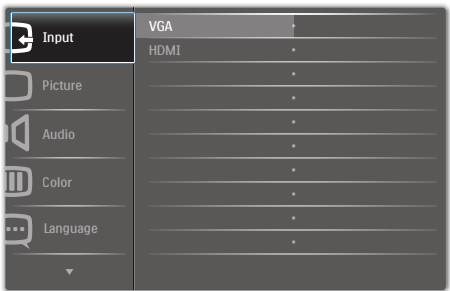 Input
Picture
Audio
Color
Language
VGA
HDMI